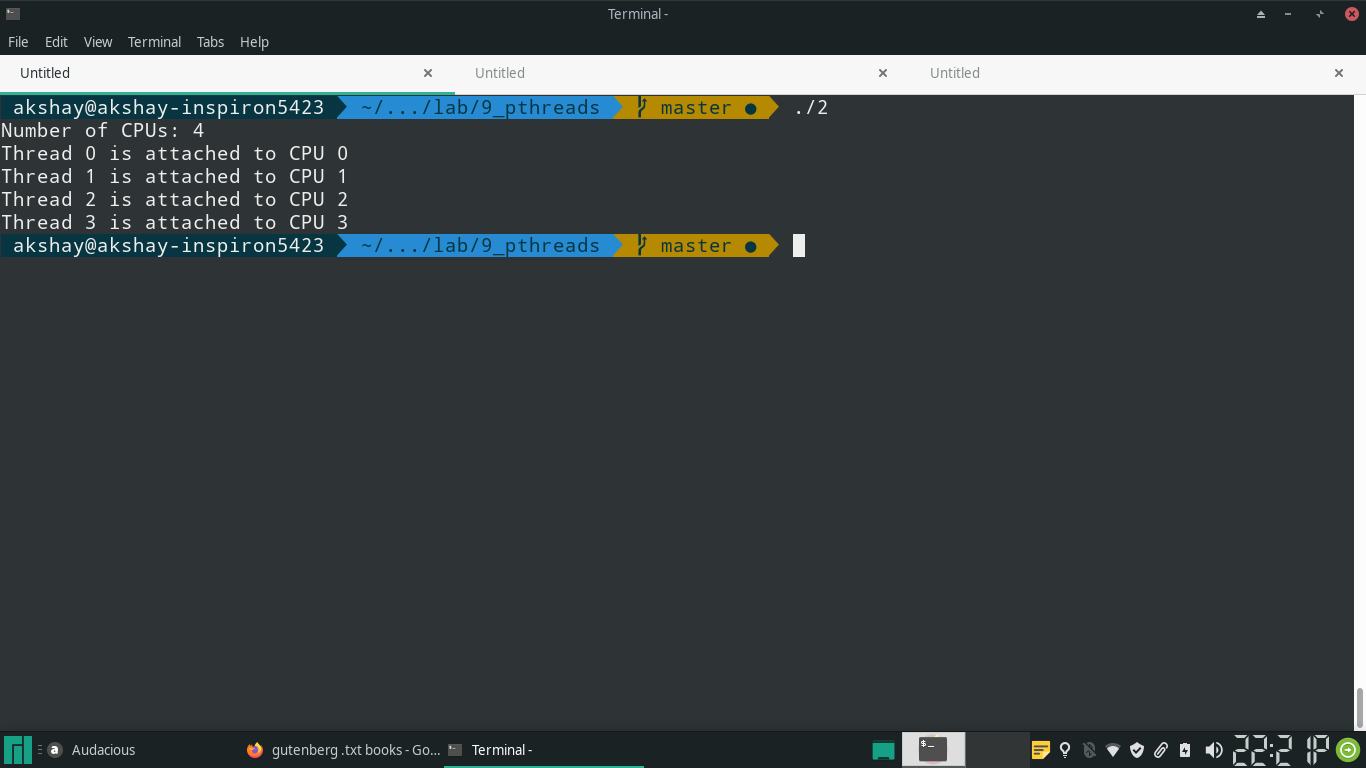 Terminal -
File Edit View Terminal Tabs Help
Untitled Untitled Untitled
akshay@akshay-inspiron5423 ~/.../lab/9_pthreads master ● ./2
Number of CPUs: 4
Thread 0 is attached to CPU 0
Thread 1 is attached to CPU 1
Thread 2 is attached to CPU 2
Thread 3 is attached to CPU 3
akshay@akshay-inspiron5423 ~/.../lab/9_pthreads master ●
Audacious gutenberg .txt books - Go... Terminal -